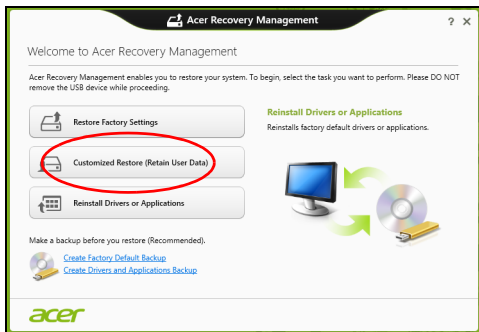 Acer Recovery Management
? X
Welcome to Acer Recovery Management
Acer Recovery Management enables you to restore your system. To begin, select the task you want to perform. Please DO NOT
remove the USB device while proceeding.
Restore Factory Settings
Customized Restore (Retain User Data)
Reinstall Drivers or Applications
Reinstall Drivers or Applications
Reinstalls factory default drivers or applications.
Make a backup before you restore (Recommended).
Create Factory Default Backup
Create Drivers and Applications Backup
acer